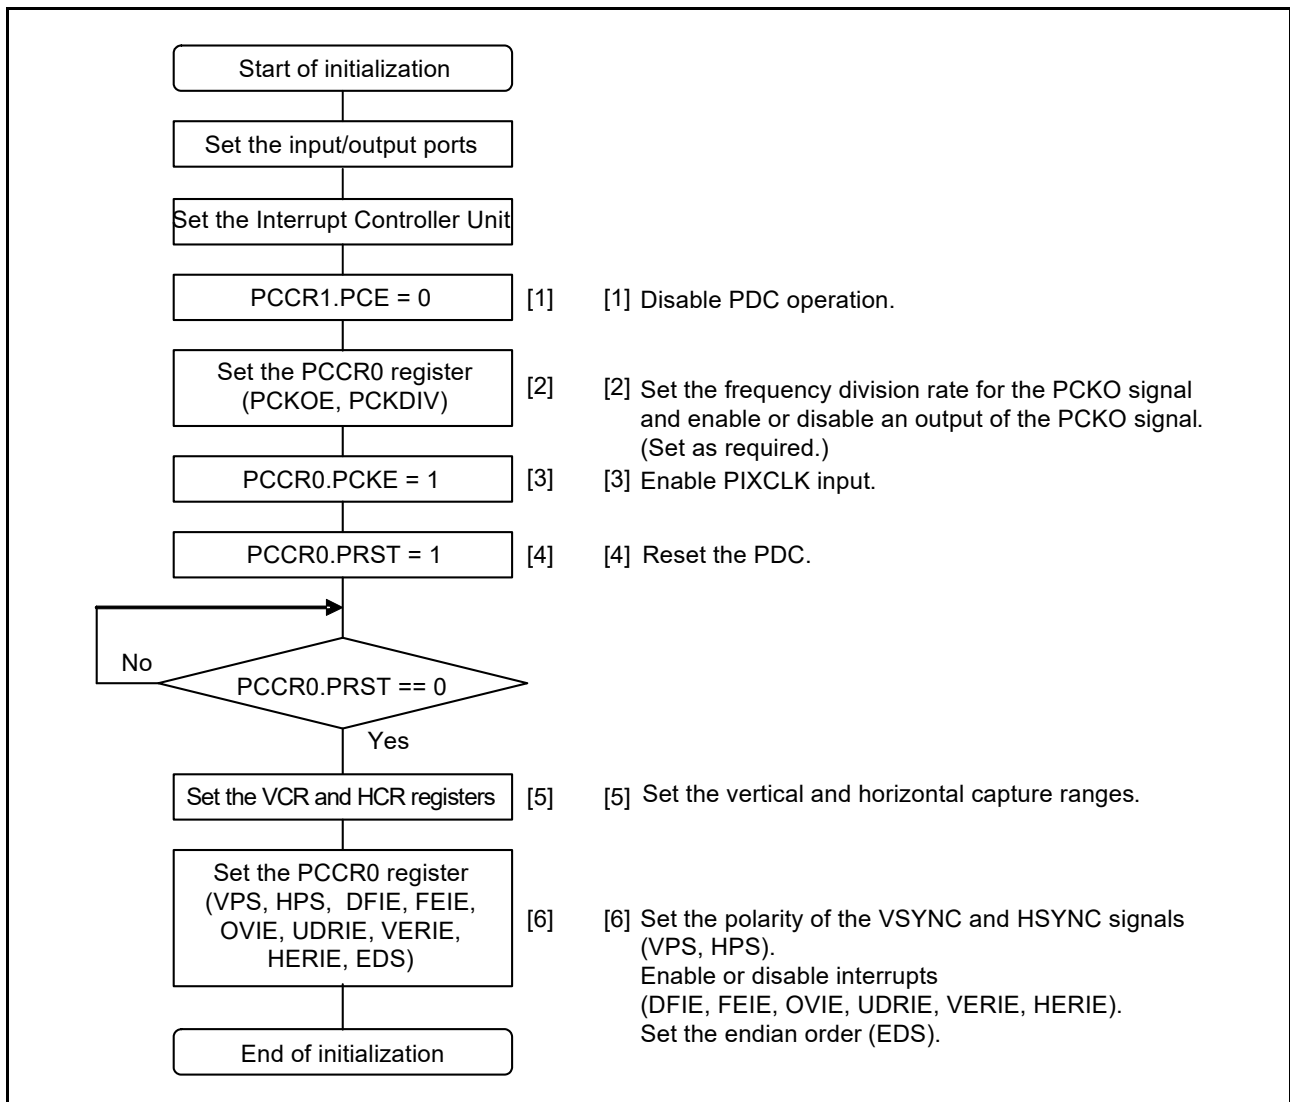 Start of initialization
Set the input/output ports
Set the Interrupt Controller Unit
PCCR1.PCE = 0 [1] [1] Disable PDC operation.
Set the PCCR0 register
(PCKOE, PCKDIV)
[2] [2] Set the frequency division rate for the PCKO signal
and enable or disable an output of the PCKO signal.
(Set as required.)
PCCR0.PCKE = 1 [3] [3] Enable PIXCLK input.
PCCR0.PRST = 1 [4] [4] Reset the PDC.
No
PCCR0.PRST == 0
Yes
Set the VCR and HCR registers [5] [5] Set the vertical and horizontal capture ranges.
Set the PCCR0 register
(VPS, HPS, DFIE, FEIE,
OVIE, UDRIE, VERIE,
HERIE, EDS)
[6] [6] Set the polarity of the VSYNC and HSYNC signals
(VPS, HPS).
Enable or disable interrupts
(DFIE, FEIE, OVIE, UDRIE, VERIE, HERIE).
Set the endian order (EDS).
End of initialization